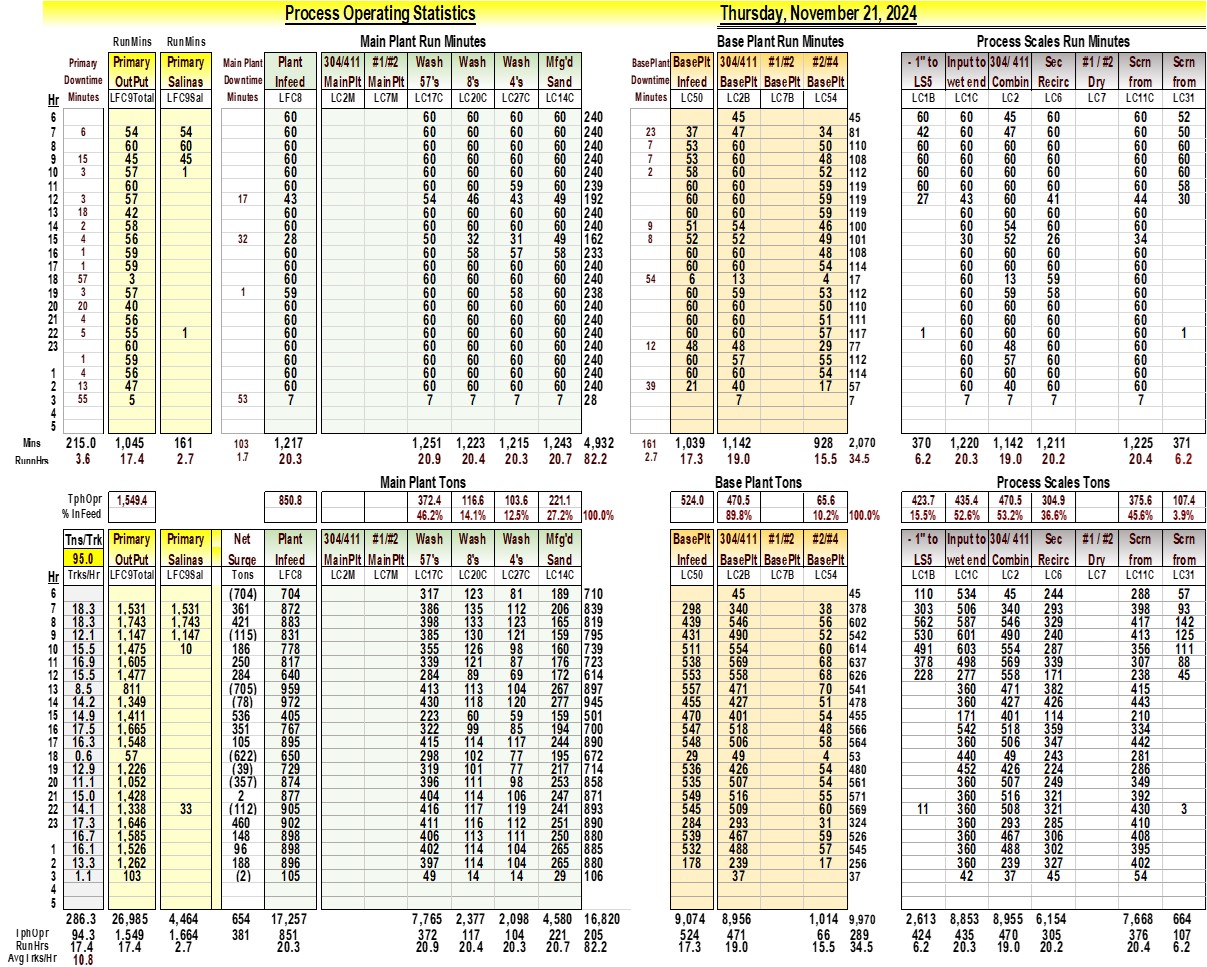 Process Operating Statistics Thursday, November 21, 2024
RunMins RunMins Main Plant Run Minutes Base Plant Run Minutes Process Scales Run Minutes
Primary Primary Primary Main Plant Plant 304/411 #1/#2 Wash Wash Wash Mfg'd BasePlant BasePlt 304/411 #1/#2 #2/#4 - 1" to Input to 304/ 411 Sec #1 / #2 Scrn Scrn
Downtime OutPut Salinas Downtime Infeed MainPlt MainPlt 57's 8's 4's Sand Downtime Infeed BasePlt BasePlt BasePlt LS5 wet end Combin Recirc Dry from from
Hr Minutes LFC9Total LFC9Sal Minutes LFC8 LC2M LC7M LC17C LC20C LC27C LC14C Minutes LC50 LC2B LC7B LC54 LC1B LC1C LC2 LC6 LC7 LC11C LC31
6 60 60 60 60 60 240 45 45 60 60 45 60 60 52
7 6 54 54 60 60 60 60 60 240 23 37 47 34 81 42 60 47 60 60 50
8 60 60 60 60 60 60 60 240 7 53 60 50 110 60 60 60 60 60 60
9 15 45 45 60 60 60 60 60 240 7 53 60 48 108 60 60 60 60 60 60
10 3 57 1 60 60 60 60 60 240 2 58 60 52 112 60 60 60 60 60 60
11 60 60 60 60 59 60 239 60 60 59 119 60 60 60 60 60 58
12 3 57 17 43 54 46 43 49 192 60 60 59 119 27 43 60 41 44 30
13 18 42 60 60 60 60 60 240 60 60 59 119 60 60 60 60
14 2 58 60 60 60 60 60 240 9 51 54 46 100 60 54 60 60
15 4 56 32 28 50 32 31 49 162 8 52 52 49 101 30 52 26 34
16 1 59 60 60 58 57 58 233 60 60 48 108 60 60 60 60
17 1 59 60 60 60 60 60 240 60 60 54 114 60 60 60 60
18 57 3 60 60 60 60 60 240 54 6 13 4 17 60 13 59 60
19 3 57 1 59 60 60 58 60 238 60 59 53 112 60 59 58 60
20 20 40 60 60 60 60 60 240 60 60 50 110 60 60 60 60
21 4 56 60 60 60 60 60 240 60 60 51 111 60 60 60 60
22 5 55 1 60 60 60 60 60 240 60 60 57 117 1 60 60 60 60 1
23 60 60 60 60 60 60 240 12 48 48 29 77 60 48 60 60
1 59 60 60 60 60 60 240 60 57 55 112 60 57 60 60
1 4 56 60 60 60 60 60 240 60 60 54 114 60 60 60 60
2 13 47 60 60 60 60 60 240 39 21 40 17 57 60 40 60 60
3 55 5 53 7 7 7 7 7 28 7 7 7 7 7 7
4
5
Mins 215.0 1,045 161 103 1,217 1,251 1,223 1,215 1,243 4,932 161 1,039 1,142 928 2,070 370 1,220 1,142 1,211 1,225 371
RunnHrs 3.6 17.4 2.7 1.7 20.3 20.9 20.4 20.3 20.7 82.2 2.7 17.3 19.0 15.5 34.5 6.2 20.3 19.0 20.2 20.4 6.2
Main Plant Tons Base Plant Tons Process Scales Tons
TphOpr 1,549.4 850.8 372.4 116.6 103.6 221.1 524.0 470.5 65.6 423.7 435.4 470.5 304.9 375.6 107.4
% InFeed 46.2% 14.1% 12.5% 27.2% 100.0% 89.8% 10.2% 100.0% 15.5% 52.6% 53.2% 36.6% 45.6% 3.9%
Tns/Trk Primary Primary Net Plant 304/411 #1/#2 Wash Wash Wash Mfg'd BasePlt 304/411 #1/#2 #2/#4 - 1" to Input to 304/ 411 Sec #1 / #2 Scrn Scrn
95.0 OutPut Salinas Surge Infeed MainPlt MainPlt 57's 8's 4's Sand Infeed BasePlt BasePlt BasePlt LS5 wet end Combin Recirc Dry from from
Hr Trks/Hr LFC9Total LFC9Sal Tons LFC8 LC2M LC7M LC17C LC20C LC27C LC14C LC50 LC2B LC7B LC54 LC1B LC1C LC2 LC6 LC7 LC11C LC31
6 (704) 704 317 123 81 189 710 45 45 110 534 45 244 288 57
7 18.3 1,531 1,531 361 872 386 135 112 206 839 298 340 38 378 303 506 340 293 398 93
8 18.3 1,743 1,743 421 883 398 133 123 165 819 439 546 56 602 562 587 546 329 417 142
9 12.1 1,147 1,147 (115) 831 385 130 121 159 795 431 490 52 542 530 601 490 240 413 125
10 15.5 1,475 10 186 778 355 126 98 160 739 511 554 60 614 491 603 554 287 356 111
11 16.9 1,605 250 817 339 121 87 176 723 538 569 68 637 378 498 569 339 307 88
12 15.5 1,477 284 640 284 89 69 172 614 553 558 68 626 228 277 558 171 238 45
13 8.5 811 (705) 959 413 113 104 267 897 557 471 70 541 360 471 382 415
14 14.2 1,349 (78) 972 430 118 120 277 945 455 427 51 478 360 427 426 443
15 14.9 1,411 536 405 223 60 59 159 501 470 401 54 455 171 401 114 210
16 17.5 1,665 351 767 322 99 85 194 700 547 518 48 566 542 518 359 334
17 16.3 1,548 105 895 415 114 117 244 890 548 506 58 564 360 506 347 442
18 0.6 57 (622) 650 298 102 77 195 672 29 49 4 53 440 49 243 281
19 12.9 1,226 (39) 729 319 101 77 217 714 536 426 54 480 452 426 224 286
20 11.1 1,052 (357) 874 396 111 98 253 858 535 507 54 561 360 507 249 349
21 15.0 1,428 2 877 404 114 106 247 871 549 516 55 571 360 516 321 392
22 14.1 1,338 33 (112) 905 416 117 119 241 893 545 509 60 569 11 360 508 321 430 3
23 17.3 1,646 460 902 411 116 112 251 890 284 293 31 324 360 293 285 410
16.7 1,585 148 898 406 113 111 250 880 539 467 59 526 360 467 306 408
1 16.1 1,526 96 898 402 114 104 265 885 532 488 57 545 360 488 302 395
2 13.3 1,262 188 896 397 114 104 265 880 178 239 17 256 360 239 327 402
3 1.1 103 (2) 105 49 14 14 29 106 37 37 42 37 45 54
4
5
286.3 26,985 4,464 654 17,257 7,765 2,377 2,098 4,580 16,820 9,074 8,956 1,014 9,970 2,613 8,853 8,955 6,154 7,668 664
TphOpr 94.3 1,549 1,664 381 851 372 117 104 221 205 524 471 66 289 424 435 470 305 376 107
RunHrs 17.4 17.4 2.7 20.3 20.9 20.4 20.3 20.7 82.2 17.3 19.0 15.5 34.5 6.2 20.3 19.0 20.2 20.4 6.2
AvgTrks/Hr 10.8